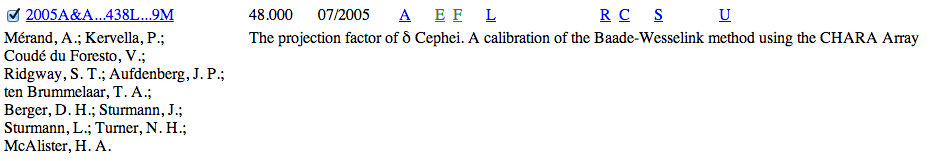 2005A&A...438L...9M 48.000 07/2005 A E F L R C S U
Mérand, A.; Kervella, P.; The projection factor of δ Cephei. A calibration of the Baade-Wesselink method using the CHARA Array
Coudé du Foresto, V.;
Ridgway, S. T.; Aufdenberg, J. P.;
ten Brummelaar, T. A.;
Berger, D. H.; Sturmann, J.;
Sturmann, L.; Turner, N. H.;
McAlister, H. A.